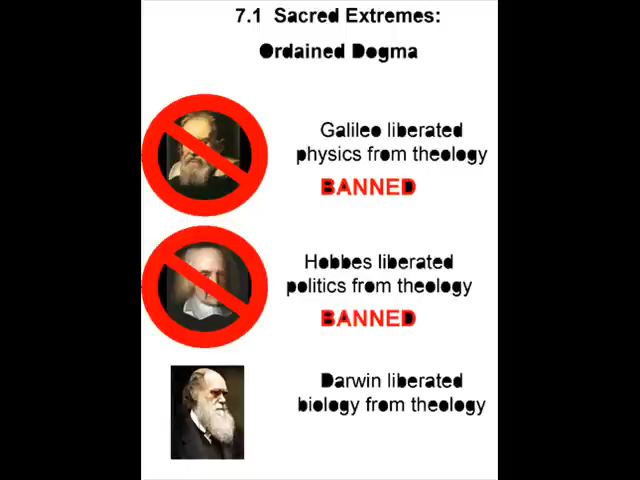 7.1 Sacred Extremes:
Ordained Dogma
Galileo liberated
physics from theology
BANNED
Hobbes liberated
politics from theology
BANNED
Darwin liberated
biology from theology